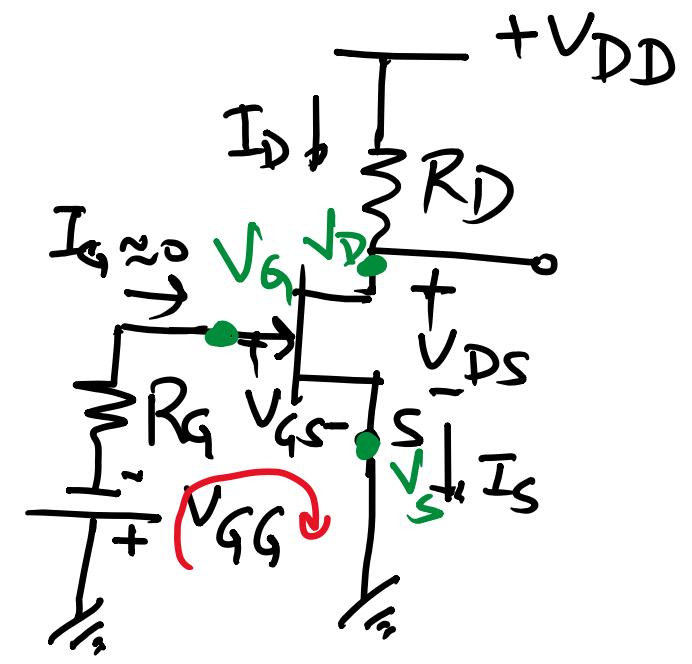 +VDD
ID
RD
IG≈0
VG
VD
+
VDS
-
+
VGS-
S
RG
-
VGG
+
VS
IS